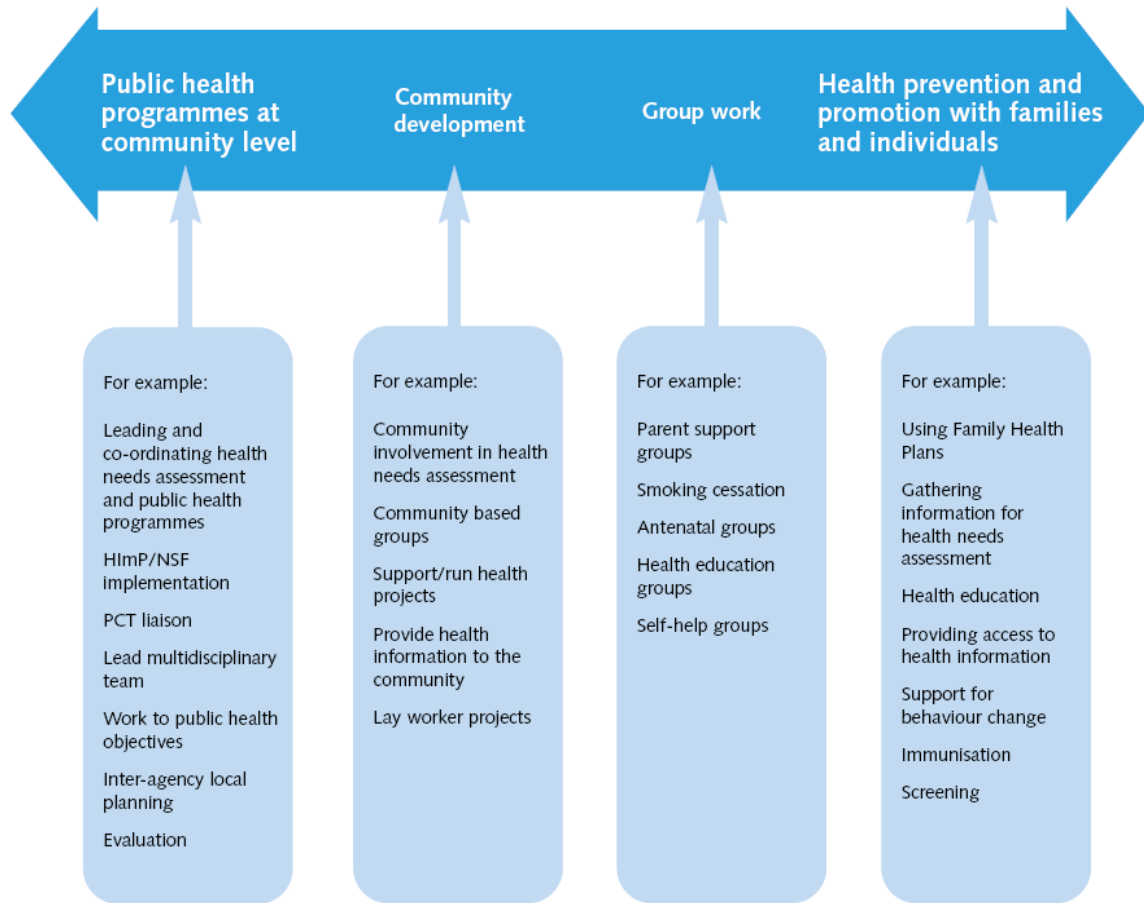 Public health
programmes at
community level
Community
development
Group work
Health prevention and
promotion with families
and individuals
For example:
Leading and
co-ordinating health
needs assessment
and public health
programmes
HImP/NSF
implementation
PCT liaison
Lead multidisciplinary
team
Work to public health
objectives
Inter-agency local
planning
Evaluation
For example:
Community
involvement in health
needs assessment
Community based
groups
Support/run health
projects
Provide health
information to the
community
Lay worker projects
For example:
Parent support
groups
Smoking cessation
Antenatal groups
Health education
groups
Self-help groups
For example:
Using Family Health
Plans
Gathering
information for
health needs
assessment
Health education
Providing access to
health information
Support for
behaviour change
Immunisation
Screening